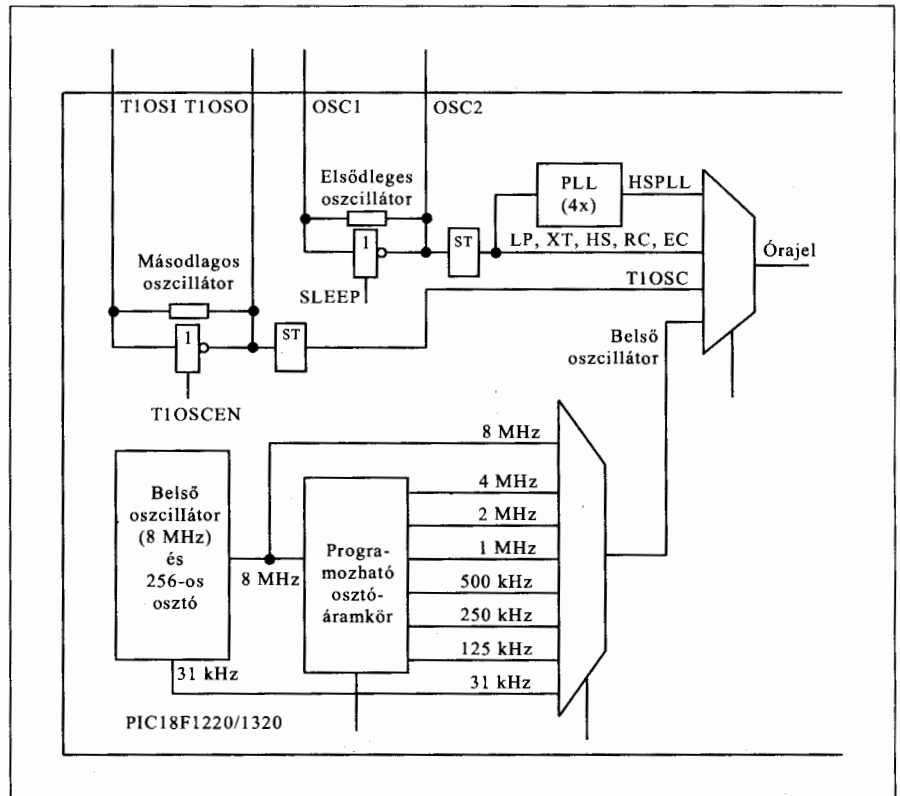 T1OSI T1OSO OSC1 OSC2
Elsődleges
oszcillátor
1
ST
SLEEP
PLL
(4x)
HSPLL
LP, XT, HS, RC, EC
T1OSC
Órajel
Másodlagos
oszcillátor
1
ST
T1OSCEN
Belső
oszcillátor
Belső
oszcillátor
(8 MHz)
és
256-os
osztó
8 MHz
31 kHz
Progra-
mozható
osztó-
áramkör
8 MHz
4 MHz
2 MHz
1 MHz
500 kHz
250 kHz
125 kHz
31 kHz
PIC18F1220/1320